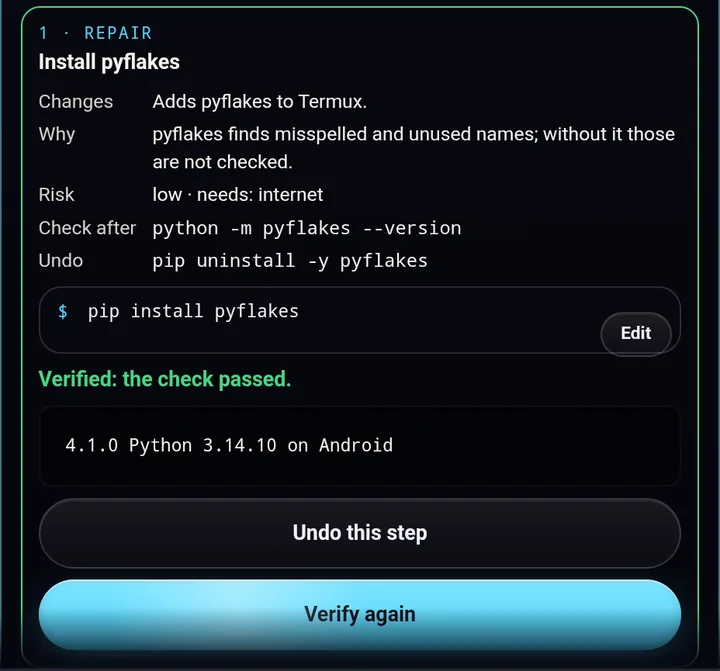 1 · REPAIR
Install pyflakes
Changes Adds pyflakes to Termux.
Why pyflakes finds misspelled and unused names; without it those
are not checked.
Risk low · needs: internet
Check after python -m pyflakes --version
Undo pip uninstall -y pyflakes
$ pip install pyflakes
Edit
Verified: the check passed.
4.1.0 Python 3.14.10 on Android
Undo this step
Verify again